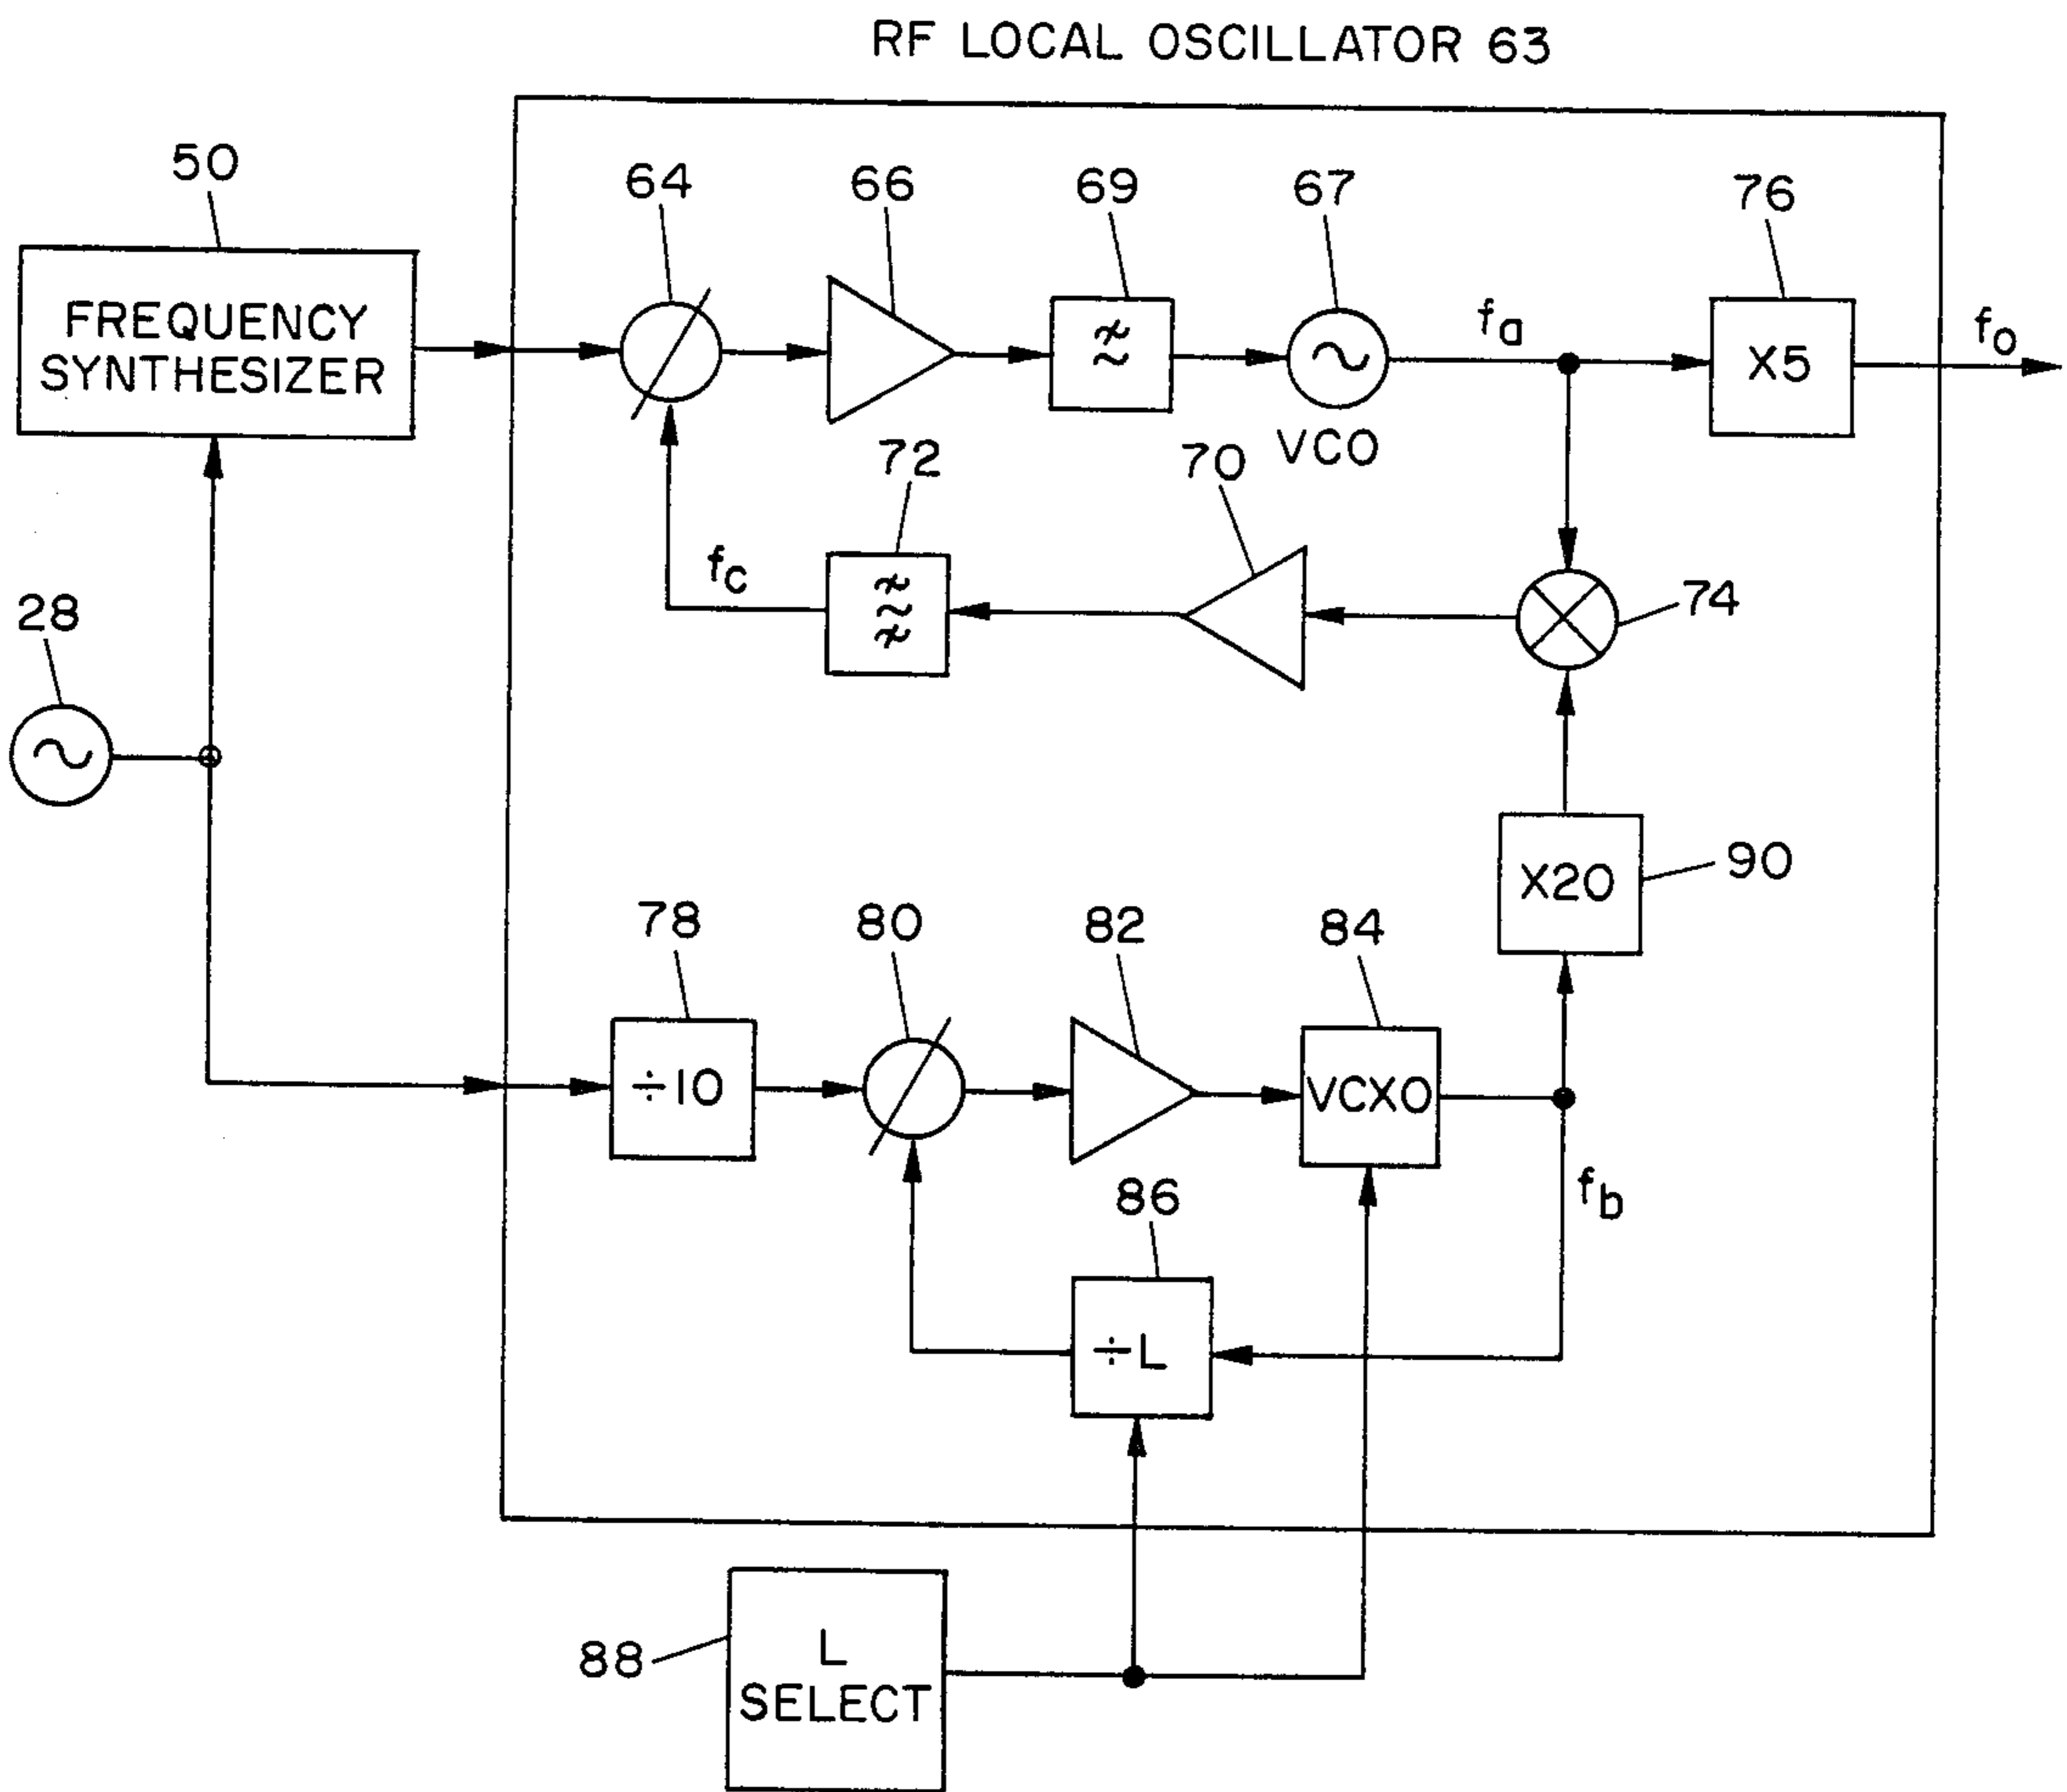 RF LOCAL OSCILLATOR 63
50
64
66
69
67
76
FREQUENCY
SYNTHESIZER
fa
X5
fo
VCO
72
70
fc
74
28
X20
90
78
80
82
84
÷10
VCXO
fb
86
÷L
88
L
SELECT